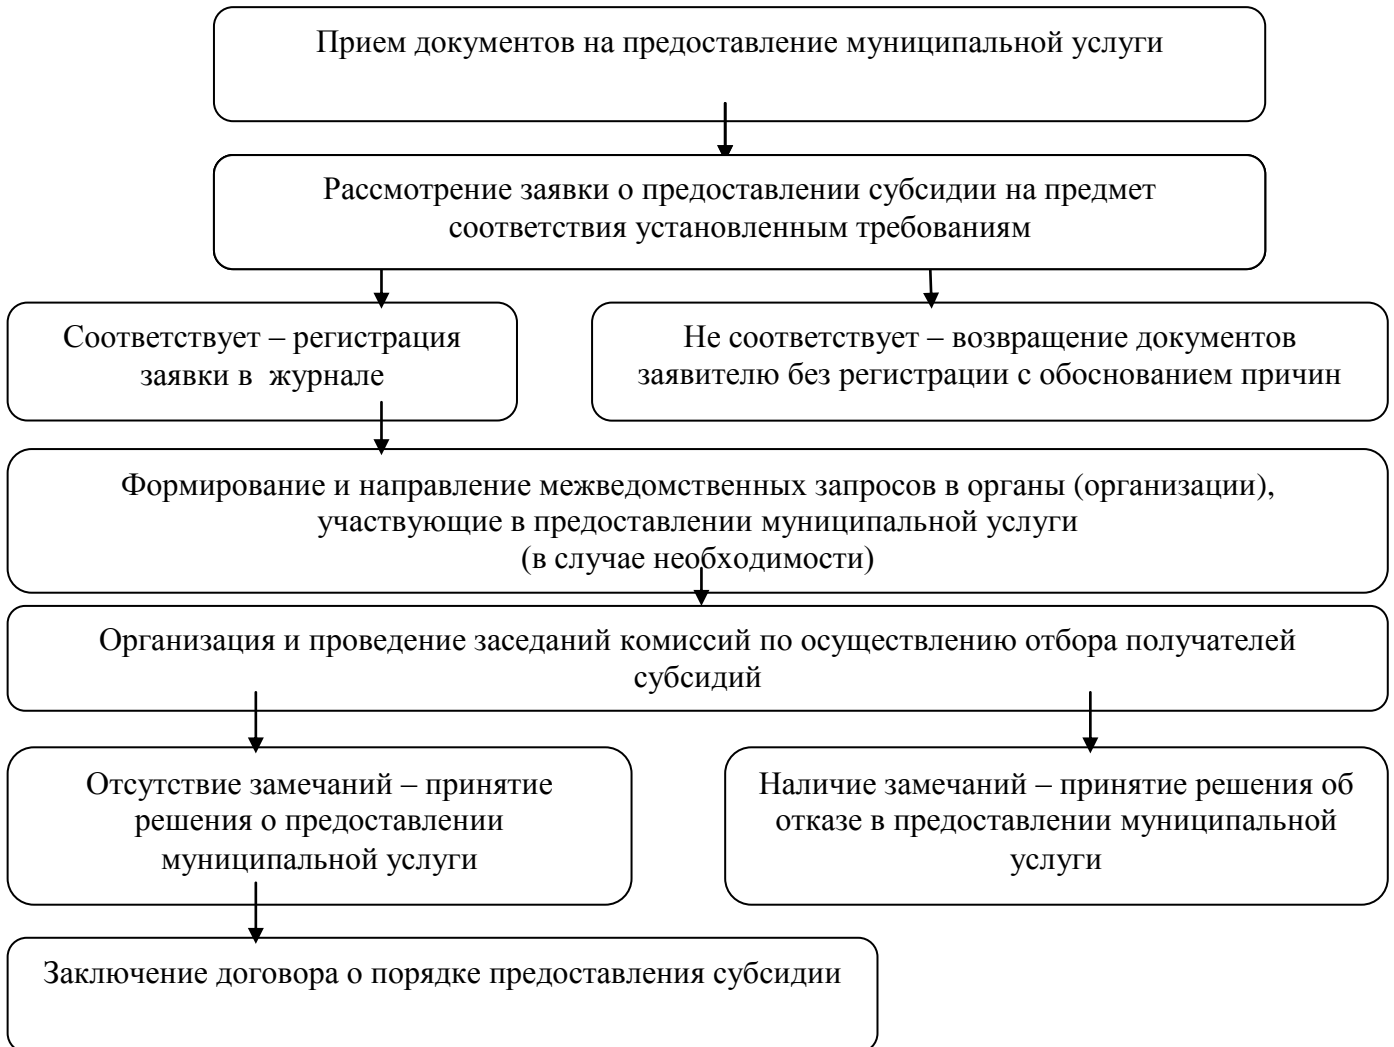 Прием документов на предоставление муниципальной услуги
Рассмотрение заявки о предоставлении субсидии на предмет
соответствия установленным требованиям
Соответствует – регистрация
заявки в  журнале
Не соответствует – возвращение документов
заявителю без регистрации с обоснованием причин
Формирование и направление межведомственных запросов в органы (организации),
участвующие в предоставлении муниципальной услуги
(в случае необходимости)
Организация и проведение заседаний комиссий по осуществлению отбора получателей
субсидий
Отсутствие замечаний – принятие
решения о предоставлении
муниципальной услуги
Наличие замечаний – принятие решения об
отказе в предоставлении муниципальной
услуги
Заключение договора о порядке предоставления субсидии